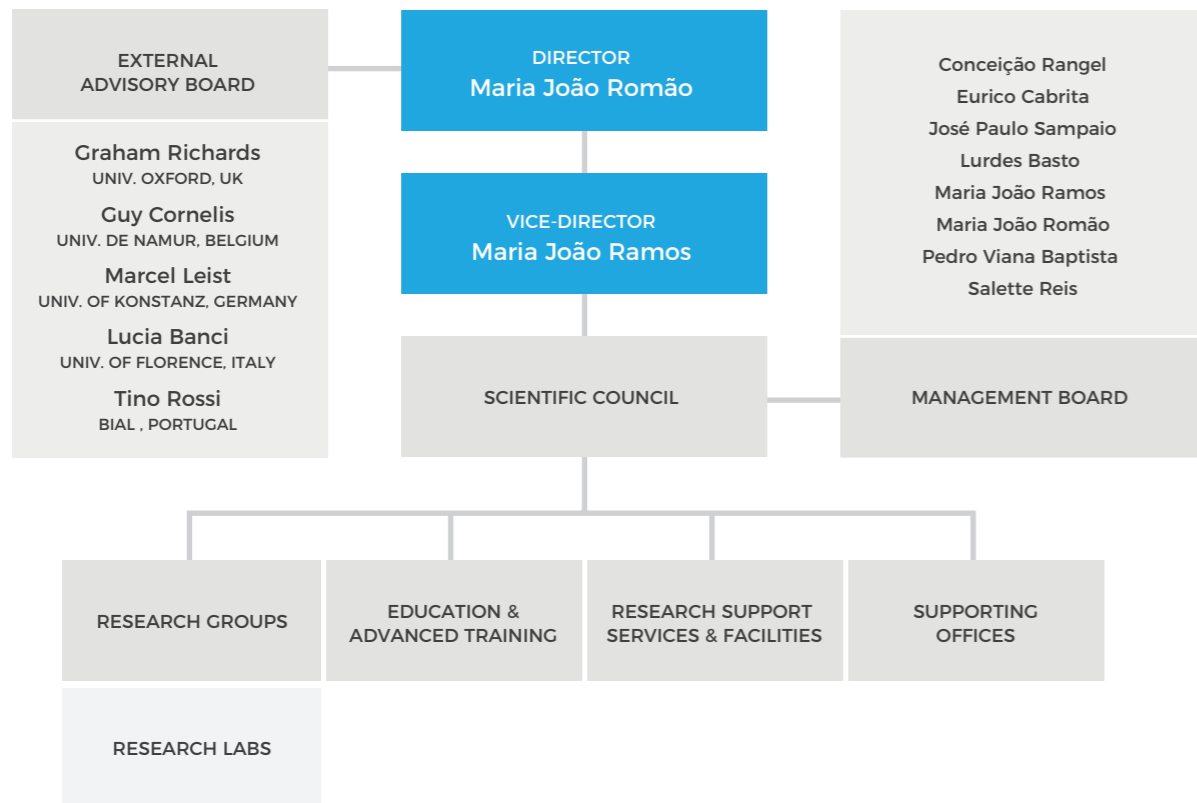 EXTERNAL
ADVISORY BOARD
Graham Richards
UNIV. OXFORD, UK
Guy Cornelis
UNIV. DE NAMUR, BELGIUM
Marcel Leist
UNIV. OF KONSTANZ, GERMANY
Lucia Banci
UNIV. OF FLORENCE, ITALY
Tino Rossi
BIAL , PORTUGAL
DIRECTOR
Maria João Romão
VICE-DIRECTOR
Maria João Ramos
SCIENTIFIC COUNCIL
Conceição Rangel
Eurico Cabrita
José Paulo Sampaio
Lurdes Basto
Maria João Ramos
Maria João Romão
Pedro Viana Baptista
Salette Reis
MANAGEMENT BOARD
RESEARCH GROUPS
EDUCATION &
ADVANCED TRAINING
RESEARCH SUPPORT
SERVICES & FACILITIES
SUPPORTING
OFFICES
RESEARCH LABS